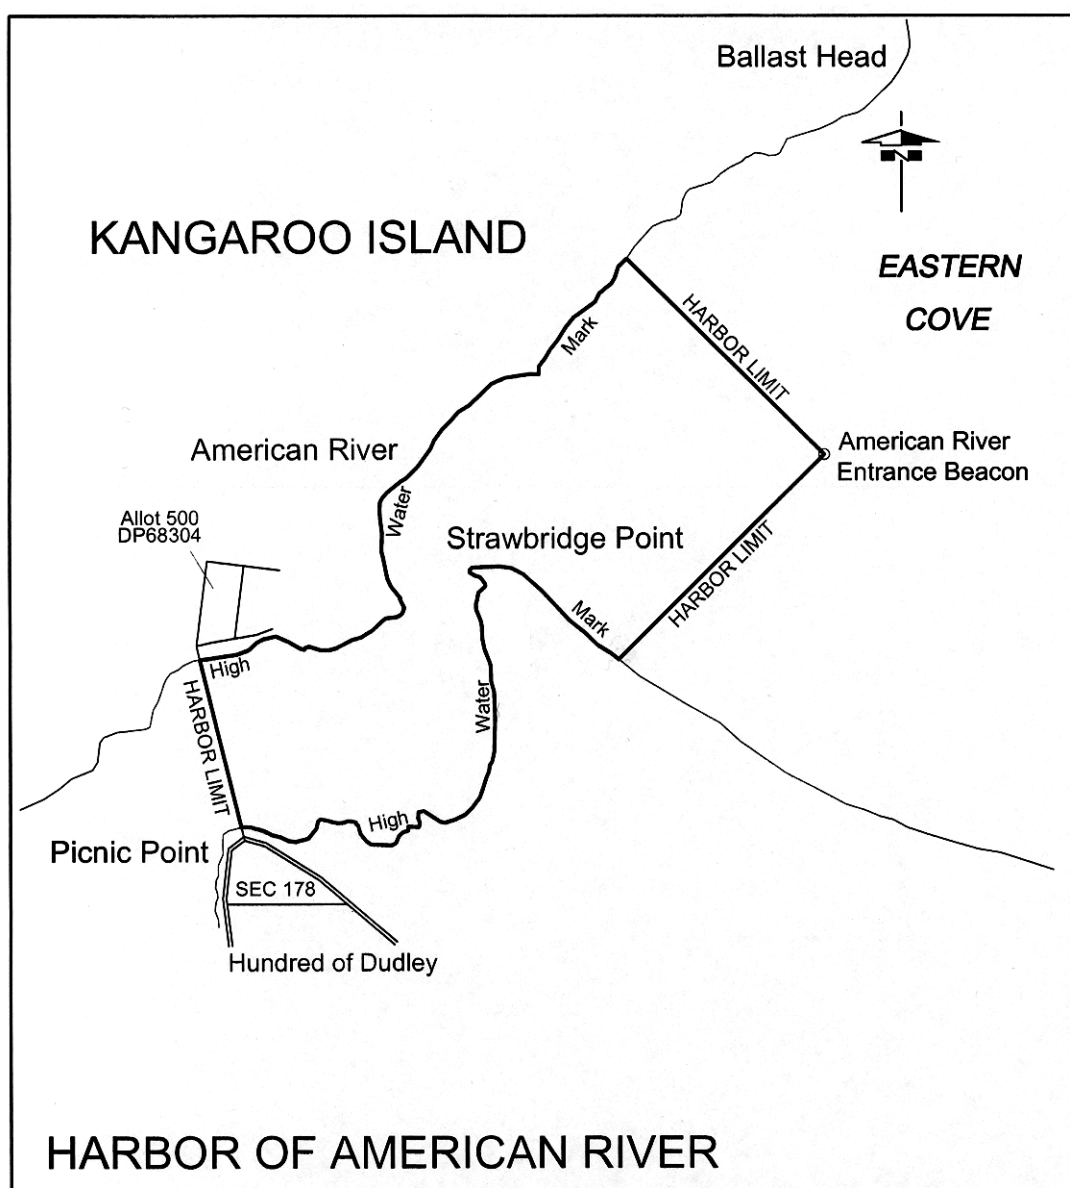 Ballast Head
N
KANGAROO ISLAND
EASTERN
COVE
HARBOR LIMIT
Mark
American River
American River
Entrance Beacon
Water
Allot 500
DP68304
Strawbridge Point
HARBOR LIMIT
Mark
High
HARBOR LIMIT
Water
High
Picnic Point
SEC 178
Hundred of Dudley
HARBOR OF AMERICAN RIVER